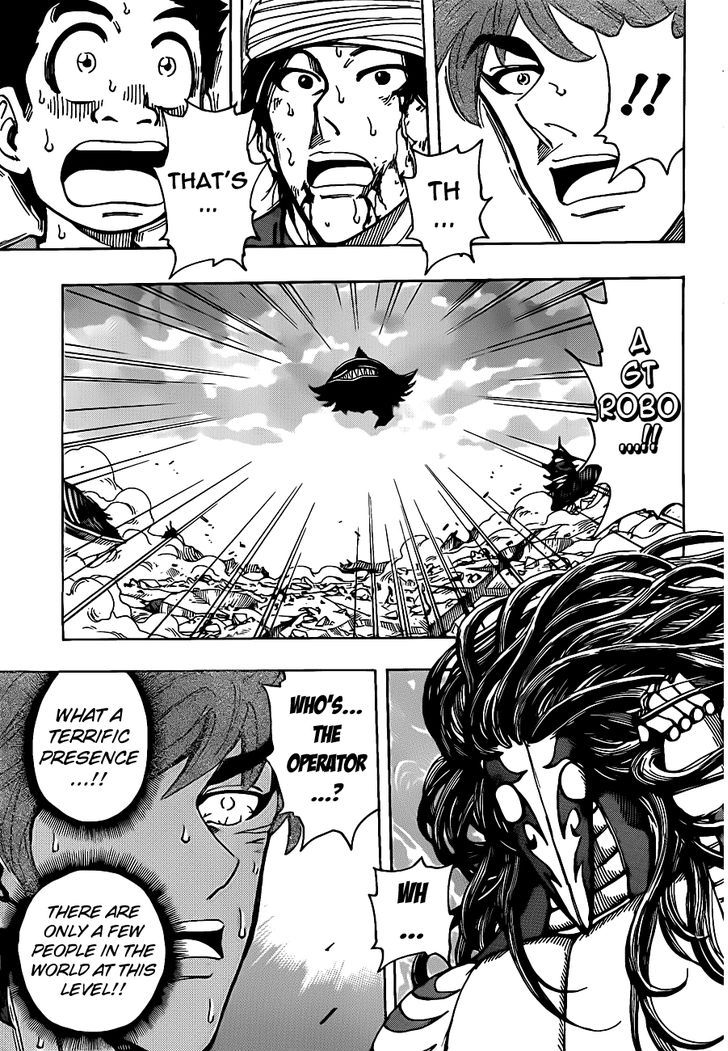 !!
TH
...
THAT'S
...
A
GT
ROBO
...!!
WH
...
WHO'S...
THE
OPERATOR
...?
WHAT A
TERRIFIC
PRESENCE
...!!
THERE ARE
ONLY A FEW
PEOPLE IN THE
WORLD AT THIS
LEVEL!!